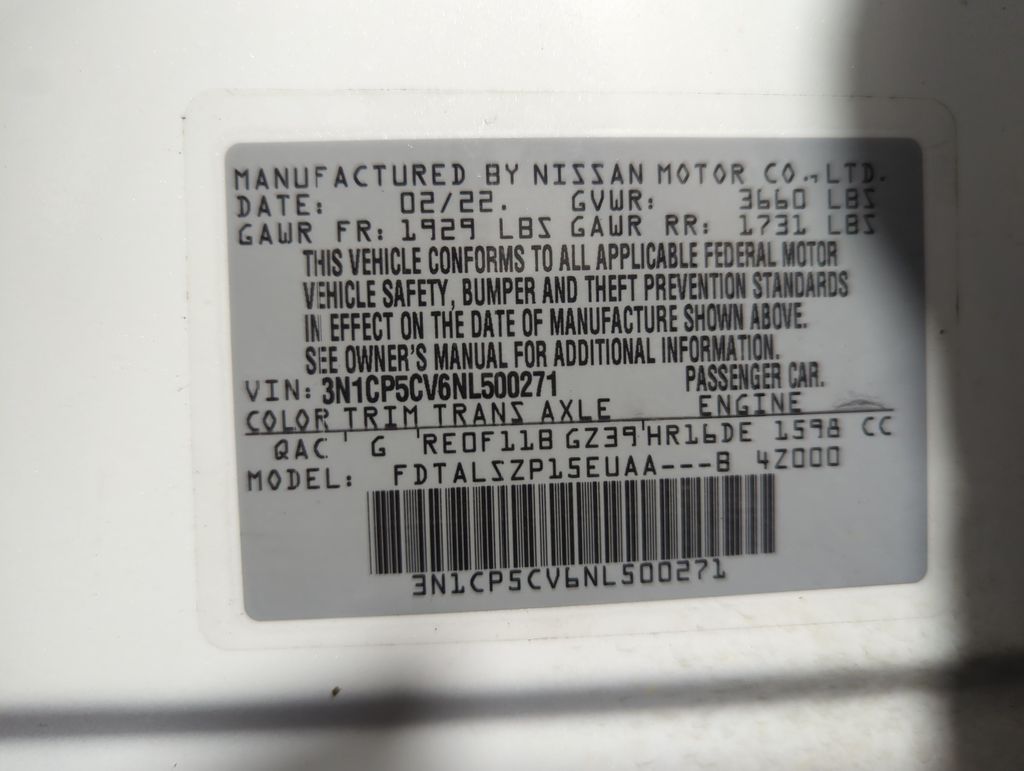 MANUFACTURED BY NISSAN MOTOR CO., LTD.
DATE: 02/22. GVWR: 3660 LBS
GAWR FR: 1929 LBS GAWR RR: 1731 LBS
THIS VEHICLE CONFORMS TO ALL APPLICABLE FEDERAL MOTOR
VEHICLE SAFETY, BUMPER AND THEFT PREVENTION STANDARDS
IN EFFECT ON THE DATE OF MANUFACTURE SHOWN ABOVE.
SEE OWNER'S MANUAL FOR ADDITIONAL INFORMATION.
VIN: 3N1CP5CV6NL500271 PASSENGER CAR.
COLOR TRIM TRANS AXLE ENGINE
QAC G RE0F11B GZ39 HR16DE 1598 CC
MODEL: FDTALSZP15EUAA---B 4Z000
3N1CP5CV6NL500271